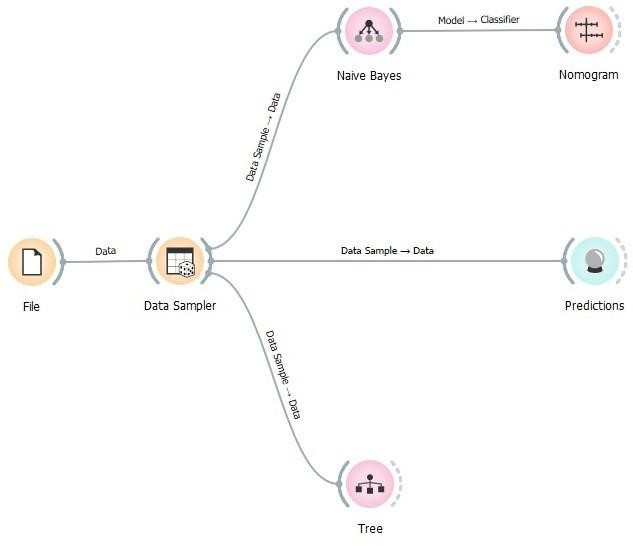 Model → Classifier
Naive Bayes
Nomogram
Data Sample → Data
Data
Data Sample → Data
File
Data Sampler
Predictions
Data Sample → Data
Tree